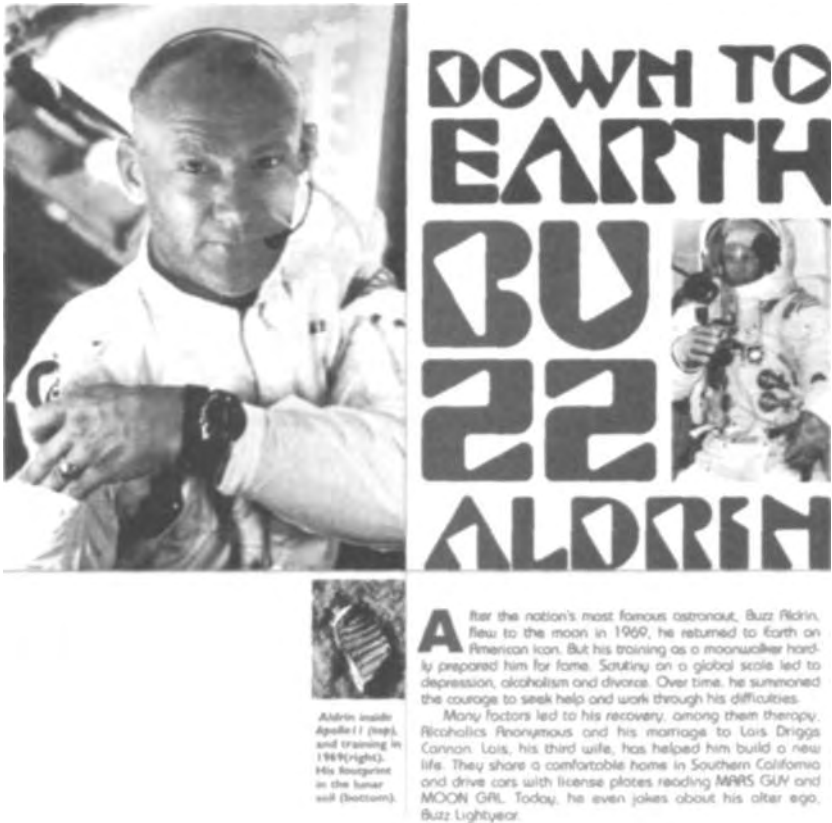 DOWN TO
EARTH
BU
ZZ
ALDRIN
After the nation's most famous astronaut, Buzz Aldrin,
flew to the moon in 1969, he returned to Earth an
American icon. But his training as a moonwalker hard-
ly prepared him for fame. Scrutiny on a global scale led to
depression, alcoholism and divorce. Over time, he summoned
the courage to seek help and work through his difficulties.
Many factors led to his recovery, among them therapy,
Alcoholics Anonymous and his marriage to Lois Driggs
Cannon. Lois, his third wife, has helped him build a new
life. They share a comfortable home in Southern California
and drive cars with license plates reading MARS GUY and
MOON GAL. Today, he even jokes about his alter ego,
Buzz Lightyear.
Aldrin inside
Apollo 11 (top),
and training in
1969(right).
His footprint
in the lunar
soil (bottom).